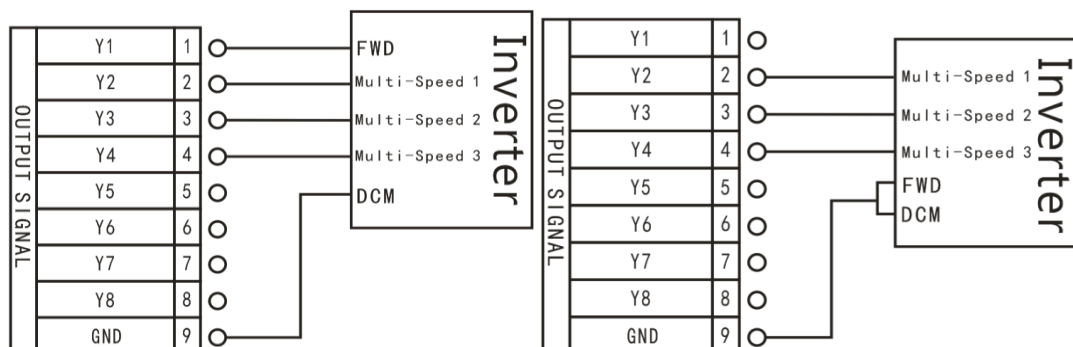 OUTPUT SIGNAL
Y1 1
Y2 2
Y3 3
Y4 4
Y5 5
Y6 6
Y7 7
Y8 8
GND 9
FWD
Multi-Speed 1
Multi-Speed 2
Multi-Speed 3
DCM
Inverter
OUTPUT SIGNAL
Y1 1
Y2 2
Y3 3
Y4 4
Y5 5
Y6 6
Y7 7
Y8 8
GND 9
Multi-Speed 1
Multi-Speed 2
Multi-Speed 3
FWD
DCM
Inverter